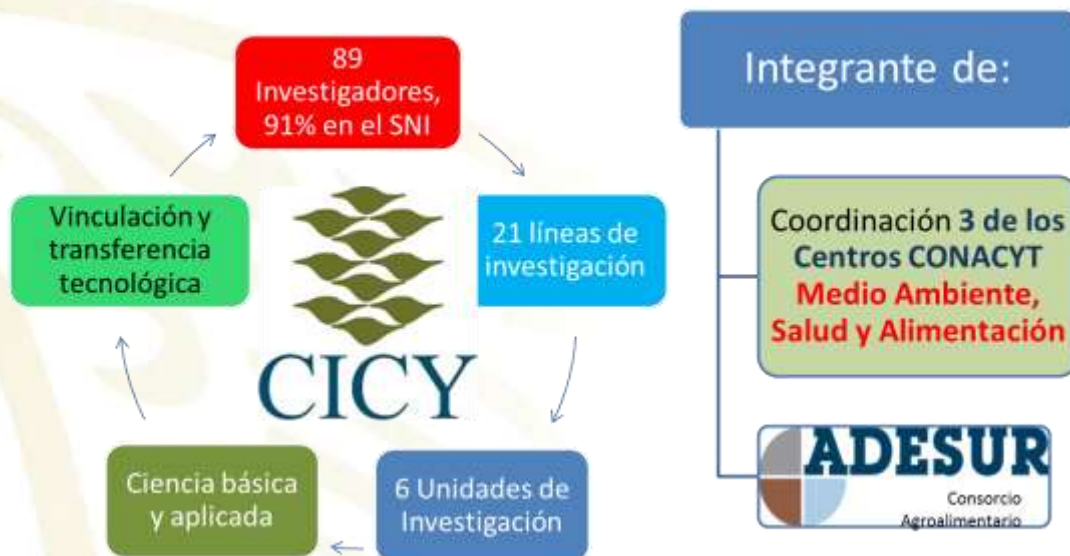 89
Investigadores,
91% en el SNI
21 líneas de
investigación
6 Unidades de
Investigación
Ciencia básica
y aplicada
Vinculación y
transferencia
tecnológica
CICY
Integrante de:
Coordinación 3 de los
Centros CONACYT
Medio Ambiente,
Salud y Alimentación
ADESUR
Consorcio
Agroalimentario